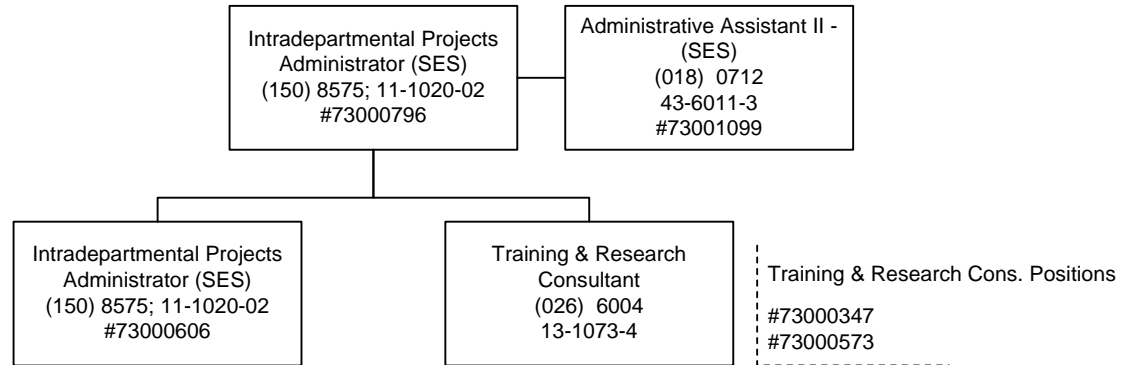 Intradepartmental Projects
Administrator (SES)
(150) 8575; 11-1020-02
#73000796
Administrative Assistant II -
(SES)
(018)  0712
43-6011-3
#73001099
Intradepartmental Projects
Administrator (SES)
(150) 8575; 11-1020-02
#73000606
Training & Research
Consultant
(026)  6004
13-1073-4
Training & Research Cons. Positions
#73000347
#73000573